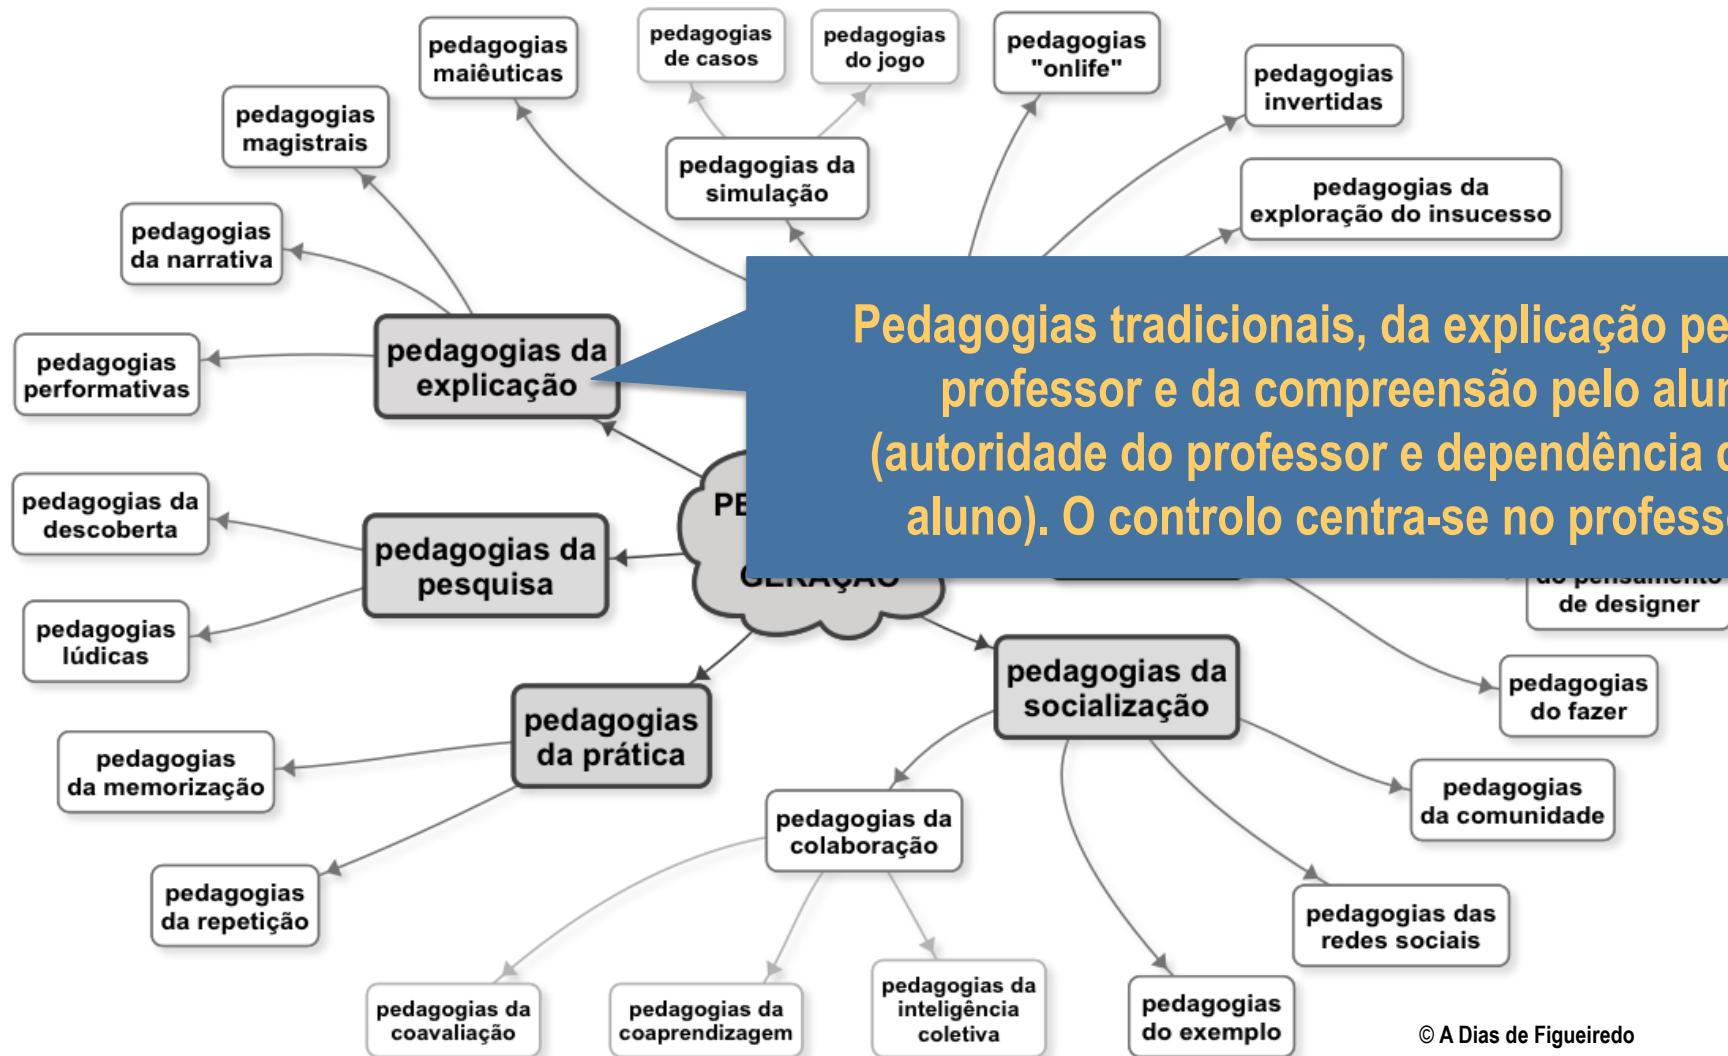 pedagogias
maiêuticas
pedagogias
de casos
pedagogias
do jogo
pedagogias
"onlife"
pedagogias
invertidas
pedagogias
magistrais
pedagogias da
simulação
pedagogias da
exploração do insucesso
pedagogias
da narrativa
pedagogias da
explicação
Pedagogias tradicionais, da explicação pe
professor e da compreensão pelo alu
(autoridade do professor e dependência
aluno). O controlo centra-se no profess
pedagogias
performativas
pedagogias da
descoberta
pedagogias da
pesquisa
PE
GERAÇÃO
do pensamento
de designer
pedagogias
lúdicas
pedagogias da
socialização
pedagogias
do fazer
pedagogias
da prática
pedagogias
da memorização
pedagogias
da comunidade
pedagogias da
colaboração
pedagogias
da repetição
pedagogias das
redes sociais
pedagogias da
coavaliação
pedagogias da
coaprendizagem
pedagogias da
inteligência
coletiva
pedagogias
do exemplo
© A Dias de Figueiredo